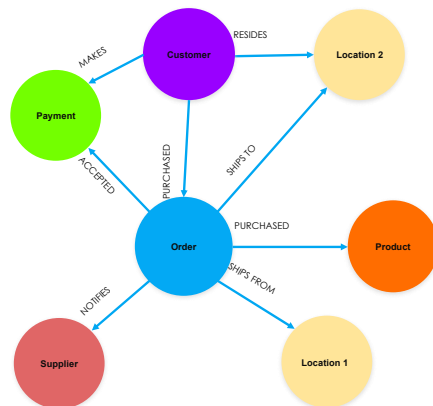 RESIDES
Customer
Location 2
MAKES
Payment
ACCEPTED
PURCHASED
SHIPS TO
PURCHASED
Order
Product
SHIPS FROM
NOTIFIES
Supplier
Location 1